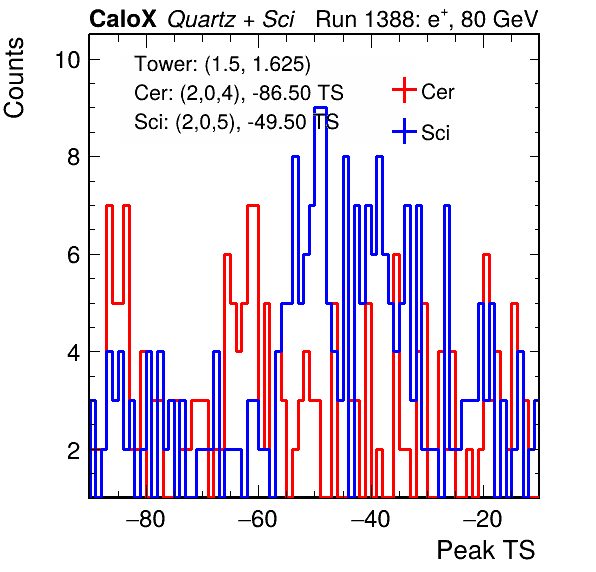 CaloX Quartz + Sci Run 1388: e+, 80 GeV
Counts
Tower: (1.5, 1.625)
Cer: (2,0,4), -86.50 TS
Sci: (2,0,5), -49.50 TS
Cer
Sci
10
8
6
4
2
−80 −60 −40 −20
Peak TS